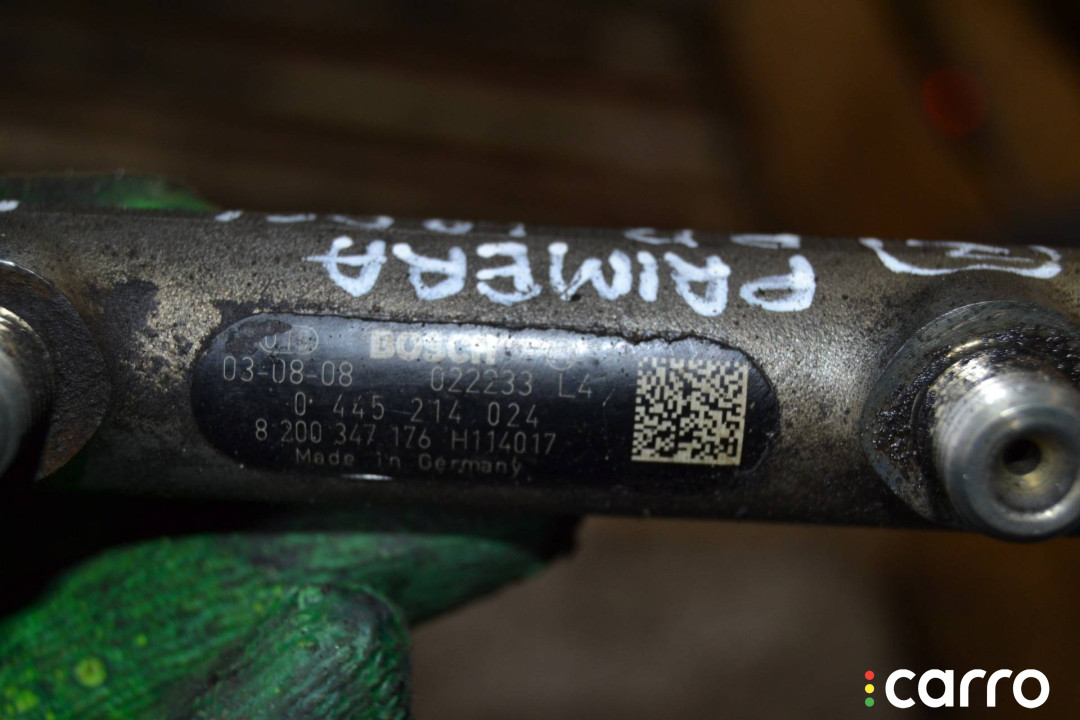 PRIMERA
BOSCH
03-08-08 022233 L4
0 445 214 024
8 200 347 176 H114017
Made in Germany
carro